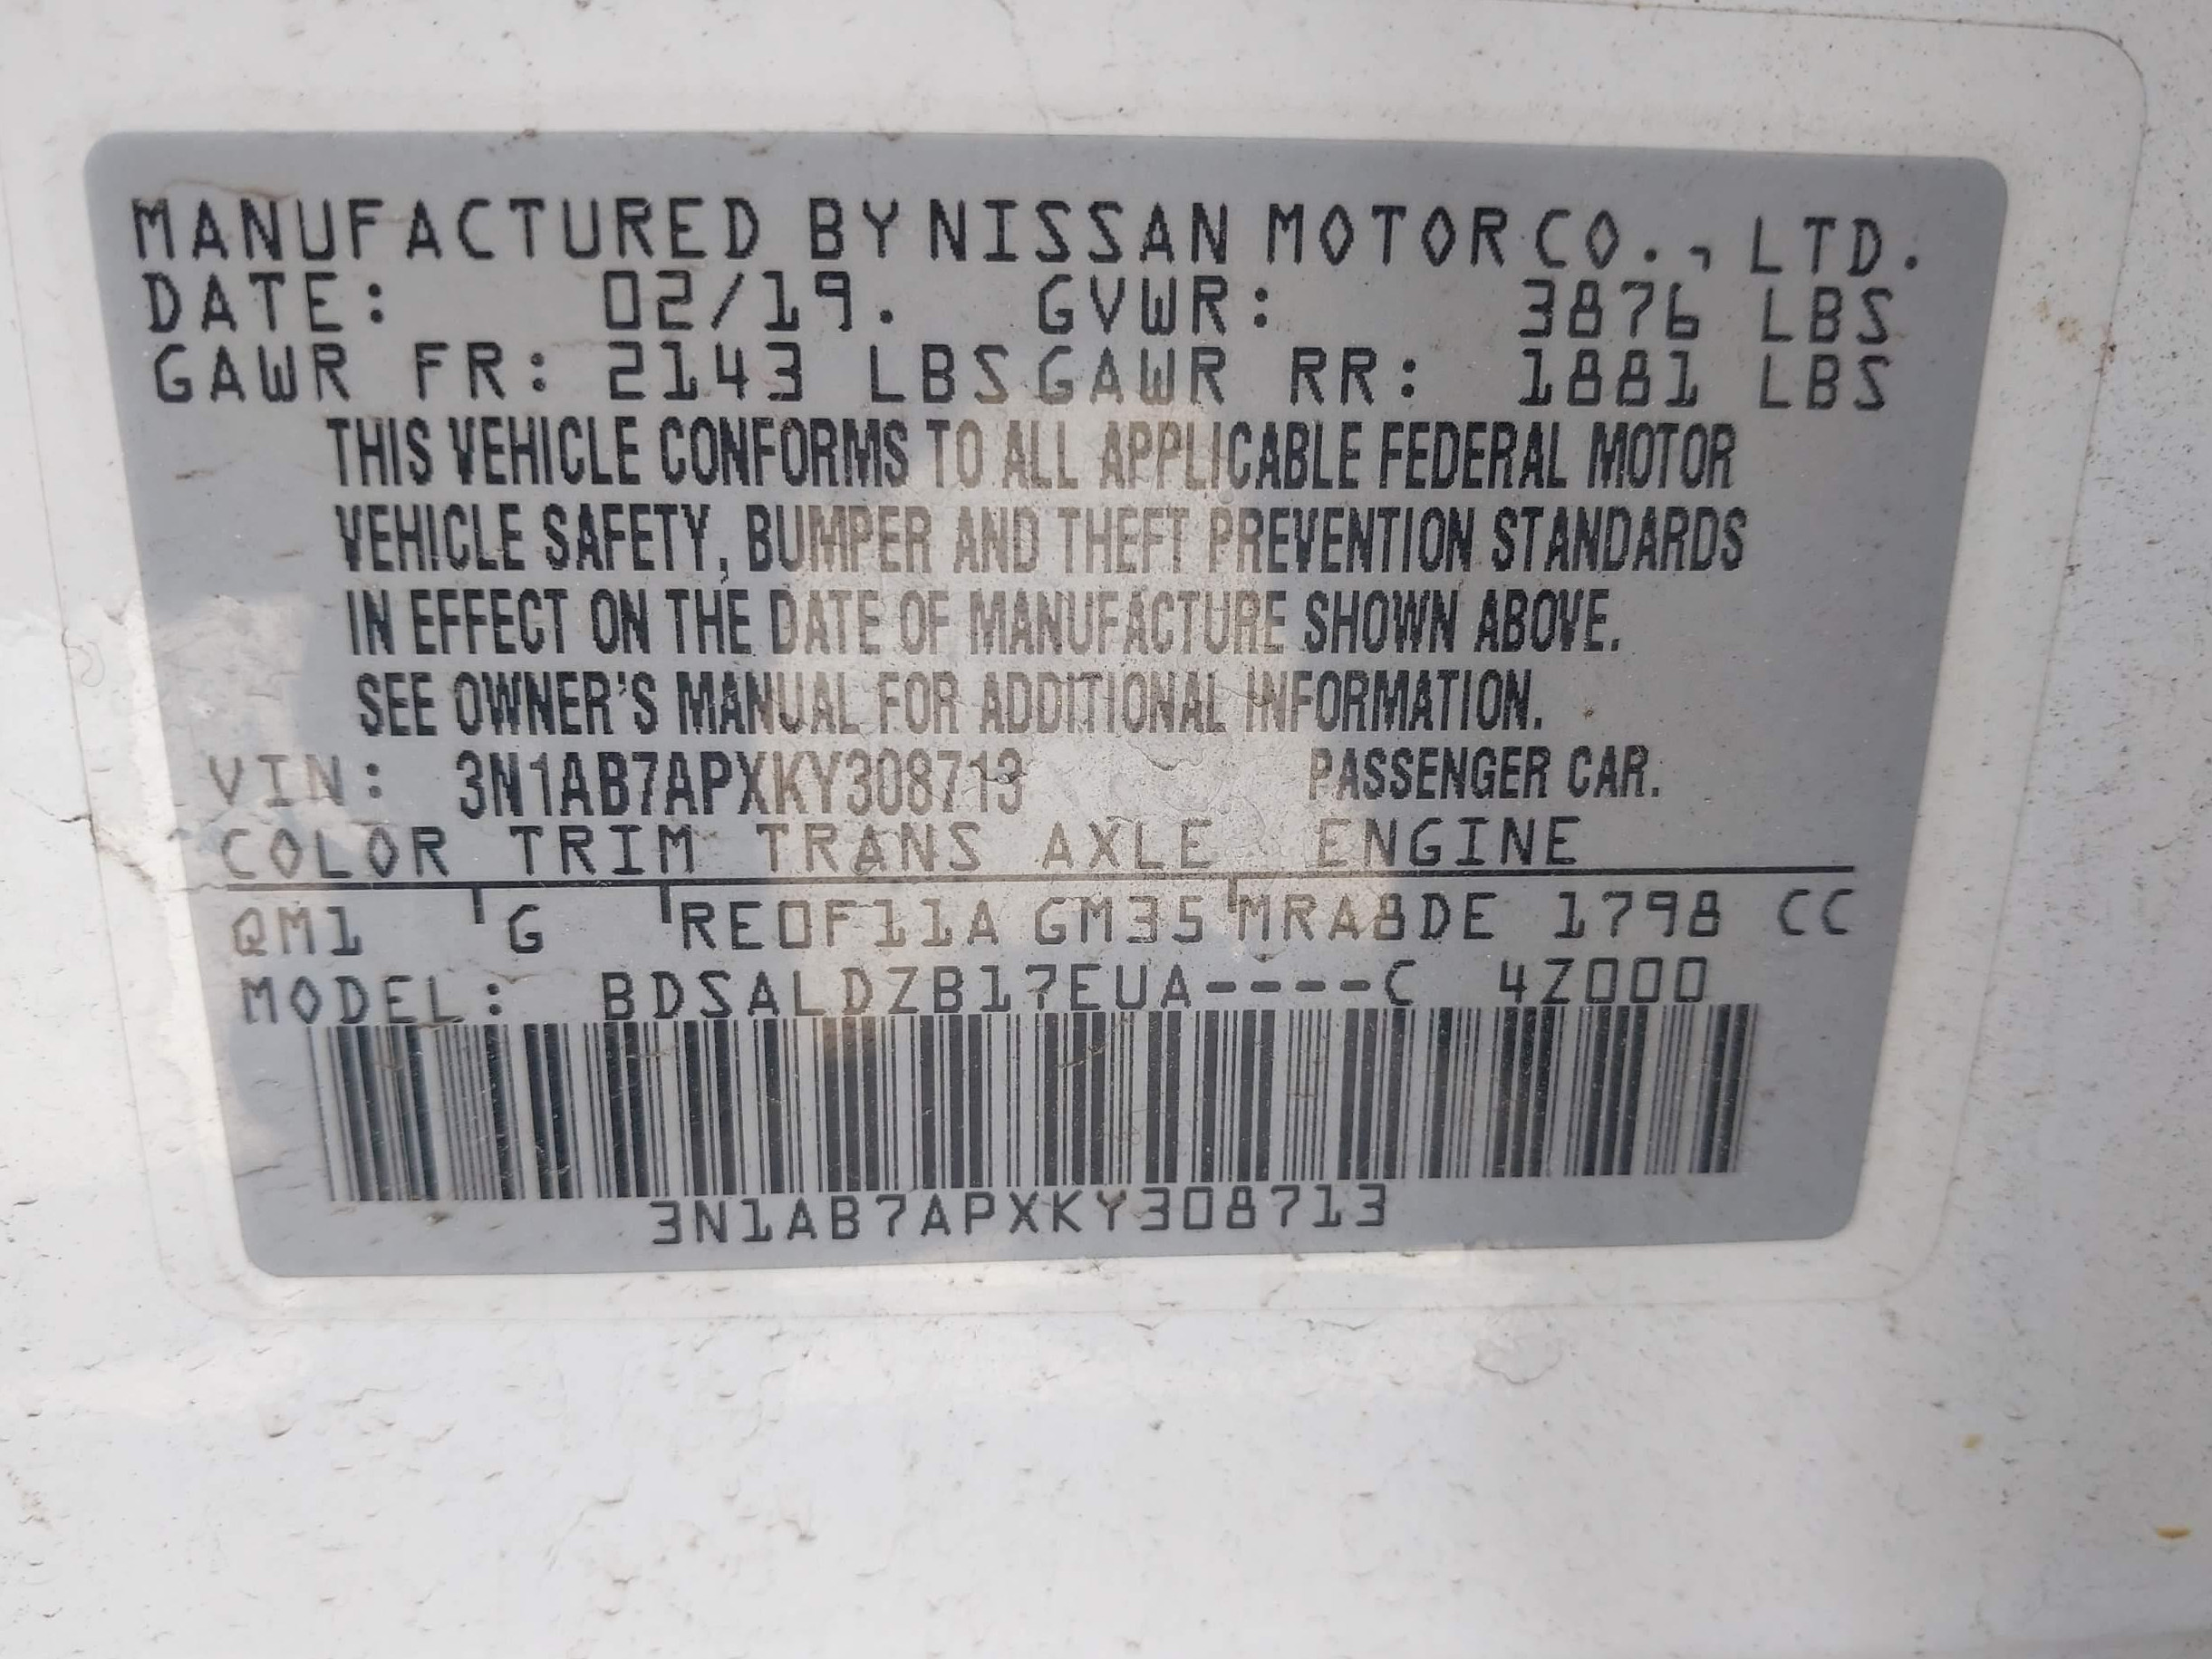 MANUFACTURED BY NISSAN MOTOR CO., LTD.
DATE: 02/19. GVWR: 3876 LBS
GAWR FR: 2143 LBS GAWR RR: 1881 LBS
THIS VEHICLE CONFORMS TO ALL APPLICABLE FEDERAL MOTOR
VEHICLE SAFETY, BUMPER AND THEFT PREVENTION STANDARDS
IN EFFECT ON THE DATE OF MANUFACTURE SHOWN ABOVE.
SEE OWNER'S MANUAL FOR ADDITIONAL INFORMATION.
VIN: 3N1AB7APXKY308713 PASSENGER CAR.
COLOR TRIM TRANS AXLE ENGINE
QM1 G RE0F11A GM35 MRA8DE 1798 CC
MODEL: BDSALDZB17EUA----C 4Z000
3N1AB7APXKY308713